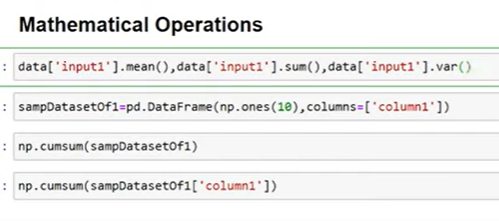 Mathematical Operations
: data['input1'].mean(),data['input1'].sum(),data['input1'].var()
: sampDatasetOf1=pd.DataFrame(np.ones(10),columns=['column1'])
: np.cumsum(sampDatasetOf1)
: np.cumsum(sampDatasetOf1['column1'])